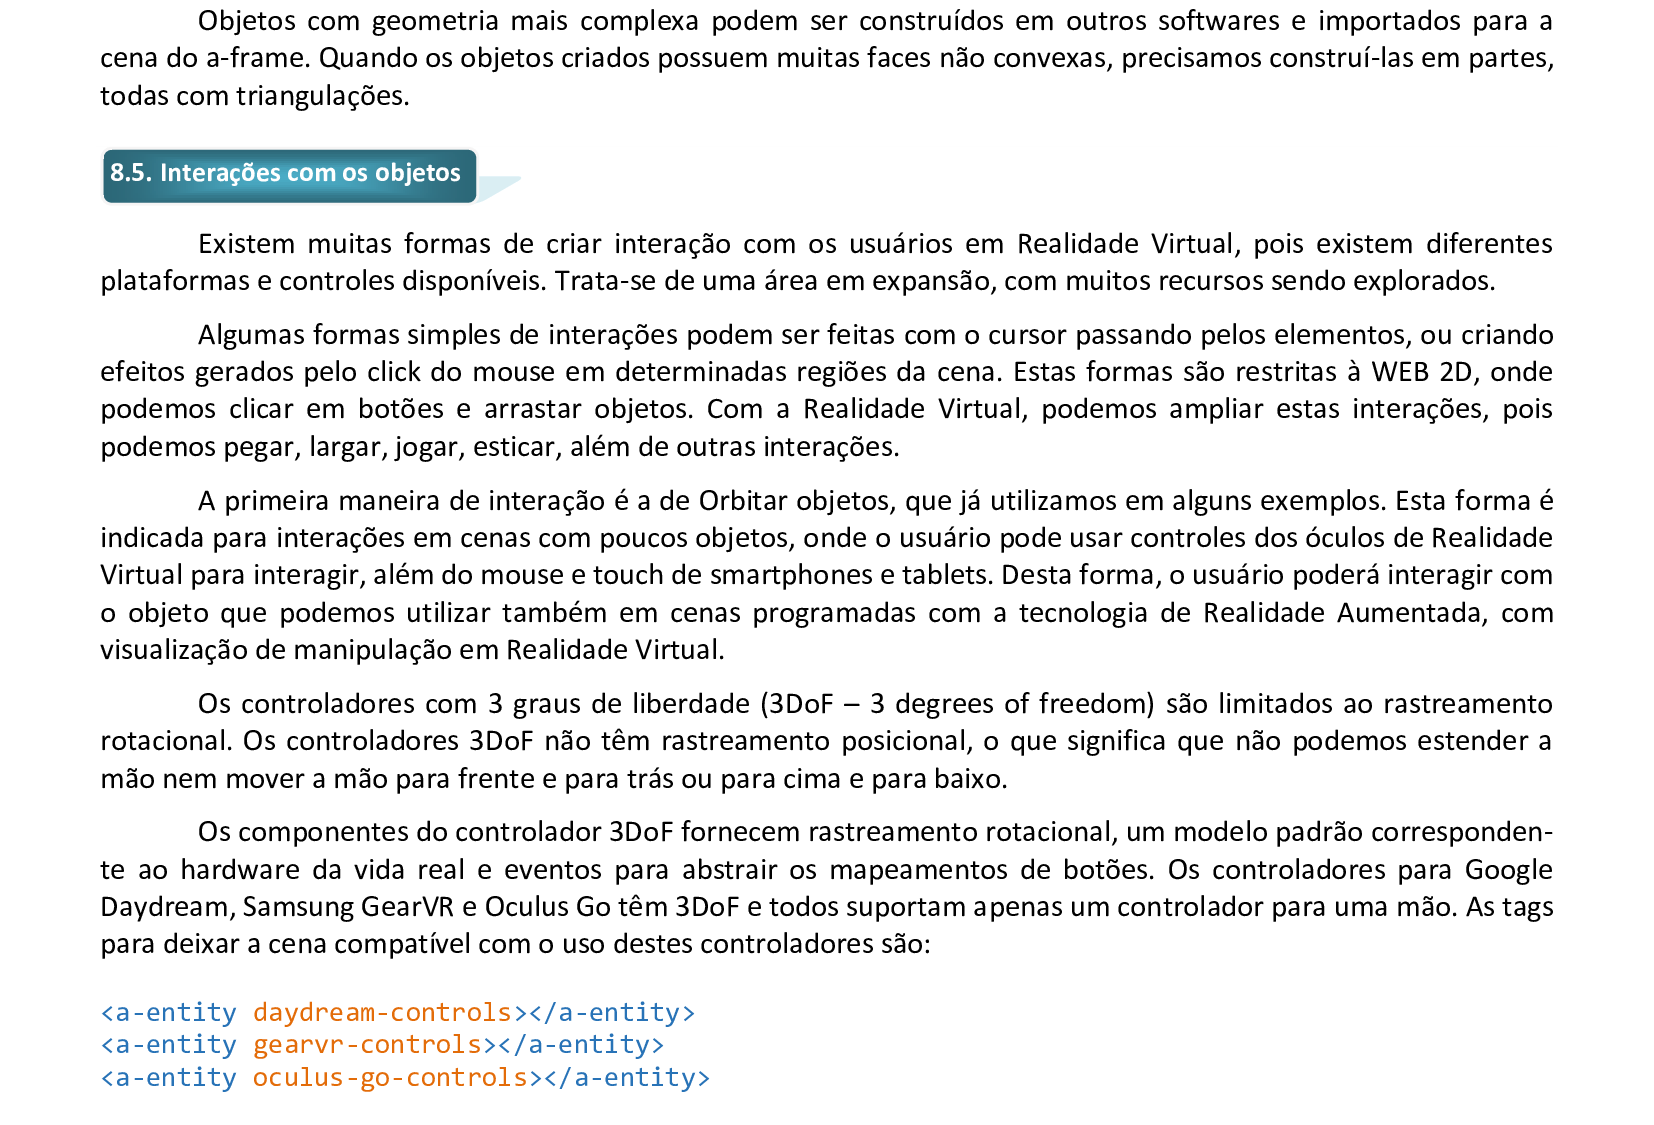 Objetos com geometria mais complexa podem ser construídos em outros softwares e importados para a
cena do a-frame. Quando os objetos criados possuem muitas faces não convexas, precisamos construí-las em partes,
todas com triangulações.
8.5. Interações com os objetos
Existem muitas formas de criar interação com os usuários em Realidade Virtual, pois existem diferentes
plataformas e controles disponíveis. Trata-se de uma área em expansão, com muitos recursos sendo explorados.
Algumas formas simples de interações podem ser feitas com o cursor passando pelos elementos, ou criando
efeitos gerados pelo click do mouse em determinadas regiões da cena. Estas formas são restritas à WEB 2D, onde
podemos clicar em botões e arrastar objetos. Com a Realidade Virtual, podemos ampliar estas interações, pois
podemos pegar, largar, jogar, esticar, além de outras interações.
A primeira maneira de interação é a de Orbitar objetos, que já utilizamos em alguns exemplos. Esta forma é
indicada para interações em cenas com poucos objetos, onde o usuário pode usar controles dos óculos de Realidade
Virtual para interagir, além do mouse e touch de smartphones e tablets. Desta forma, o usuário poderá interagir com
o objeto que podemos utilizar também em cenas programadas com a tecnologia de Realidade Aumentada, com
visualização de manipulação em Realidade Virtual.
Os controladores com 3 graus de liberdade (3DoF – 3 degrees of freedom) são limitados ao rastreamento
rotacional. Os controladores 3DoF não têm rastreamento posicional, o que significa que não podemos estender a
mão nem mover a mão para frente e para trás ou para cima e para baixo.
Os componentes do controlador 3DoF fornecem rastreamento rotacional, um modelo padrão corresponden-
te ao hardware da vida real e eventos para abstrair os mapeamentos de botões. Os controladores para Google
Daydream, Samsung GearVR e Oculus Go têm 3DoF e todos suportam apenas um controlador para uma mão. As tags
para deixar a cena compatível com o uso destes controladores são:
<a-entity daydream-controls></a-entity>
<a-entity gearvr-controls></a-entity>
<a-entity oculus-go-controls></a-entity>